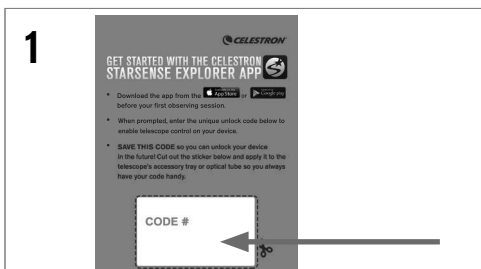 1
CELESTRON
GET STARTED WITH THE CELESTRON
STARSENSE EXPLORER APP
• Download the app from the App Store or Google play
before your first observing session.
• When prompted, enter the unique unlock code below to
enable telescope control on your device.
• SAVE THIS CODE so you can unlock your device
in the future! Cut out the sticker below and apply it to the
telescope's accessory tray or optical tube so you always
have your code handy.
CODE #